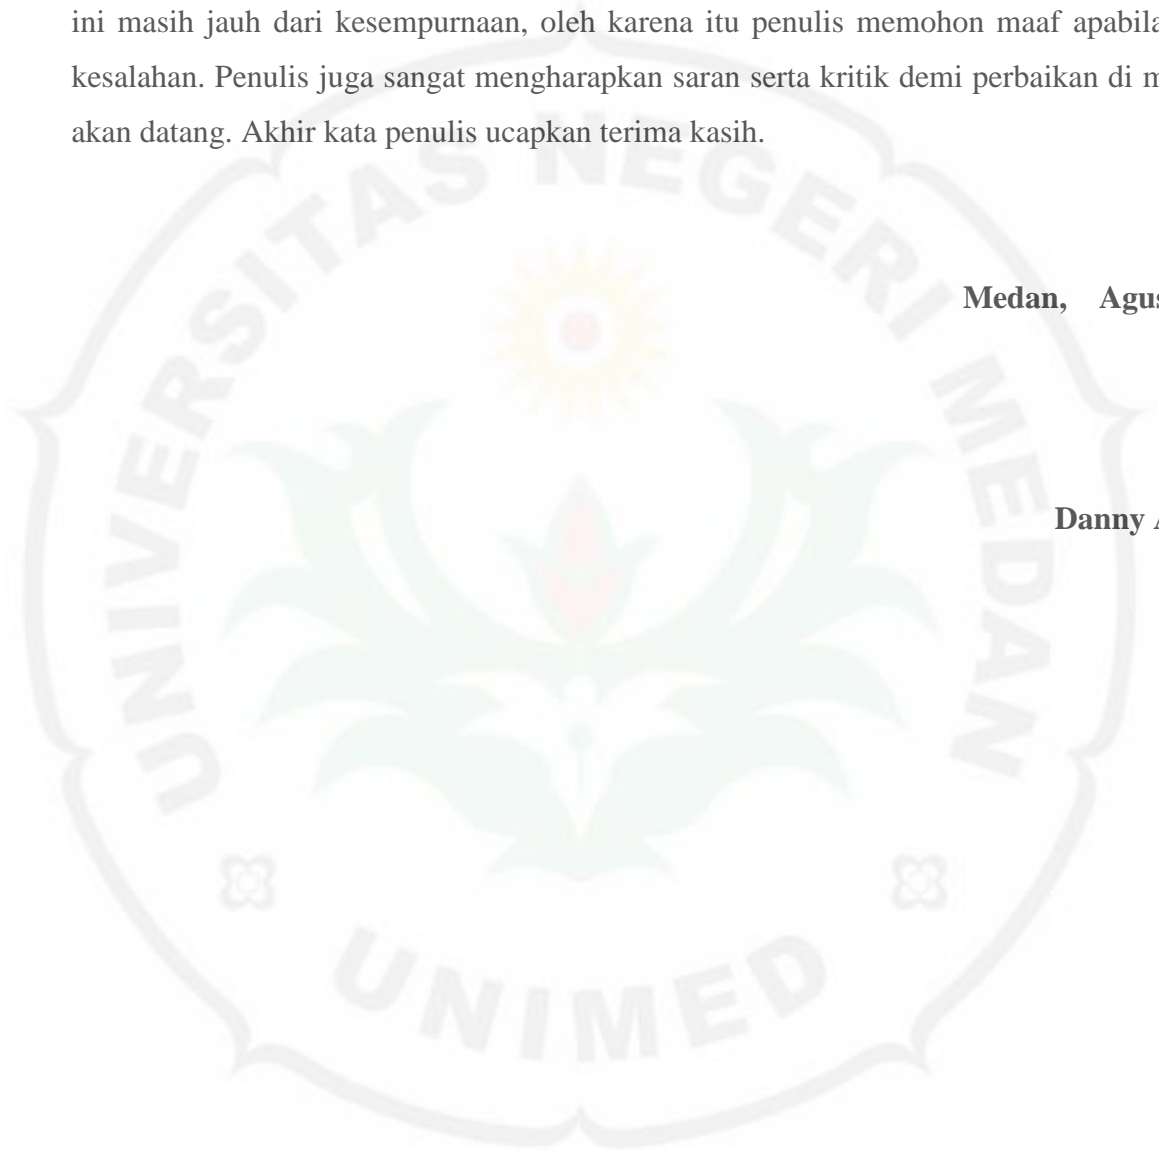 ini masih jauh dari kesempurnaan, oleh karena itu penulis memohon maaf apabila
kesalahan. Penulis juga sangat mengharapkan saran serta kritik demi perbaikan di
akan datang. Akhir kata penulis ucapkan terima kasih.
UNIVERSITAS NEGERI MEDAN
Medan,
Danny
UNIMED